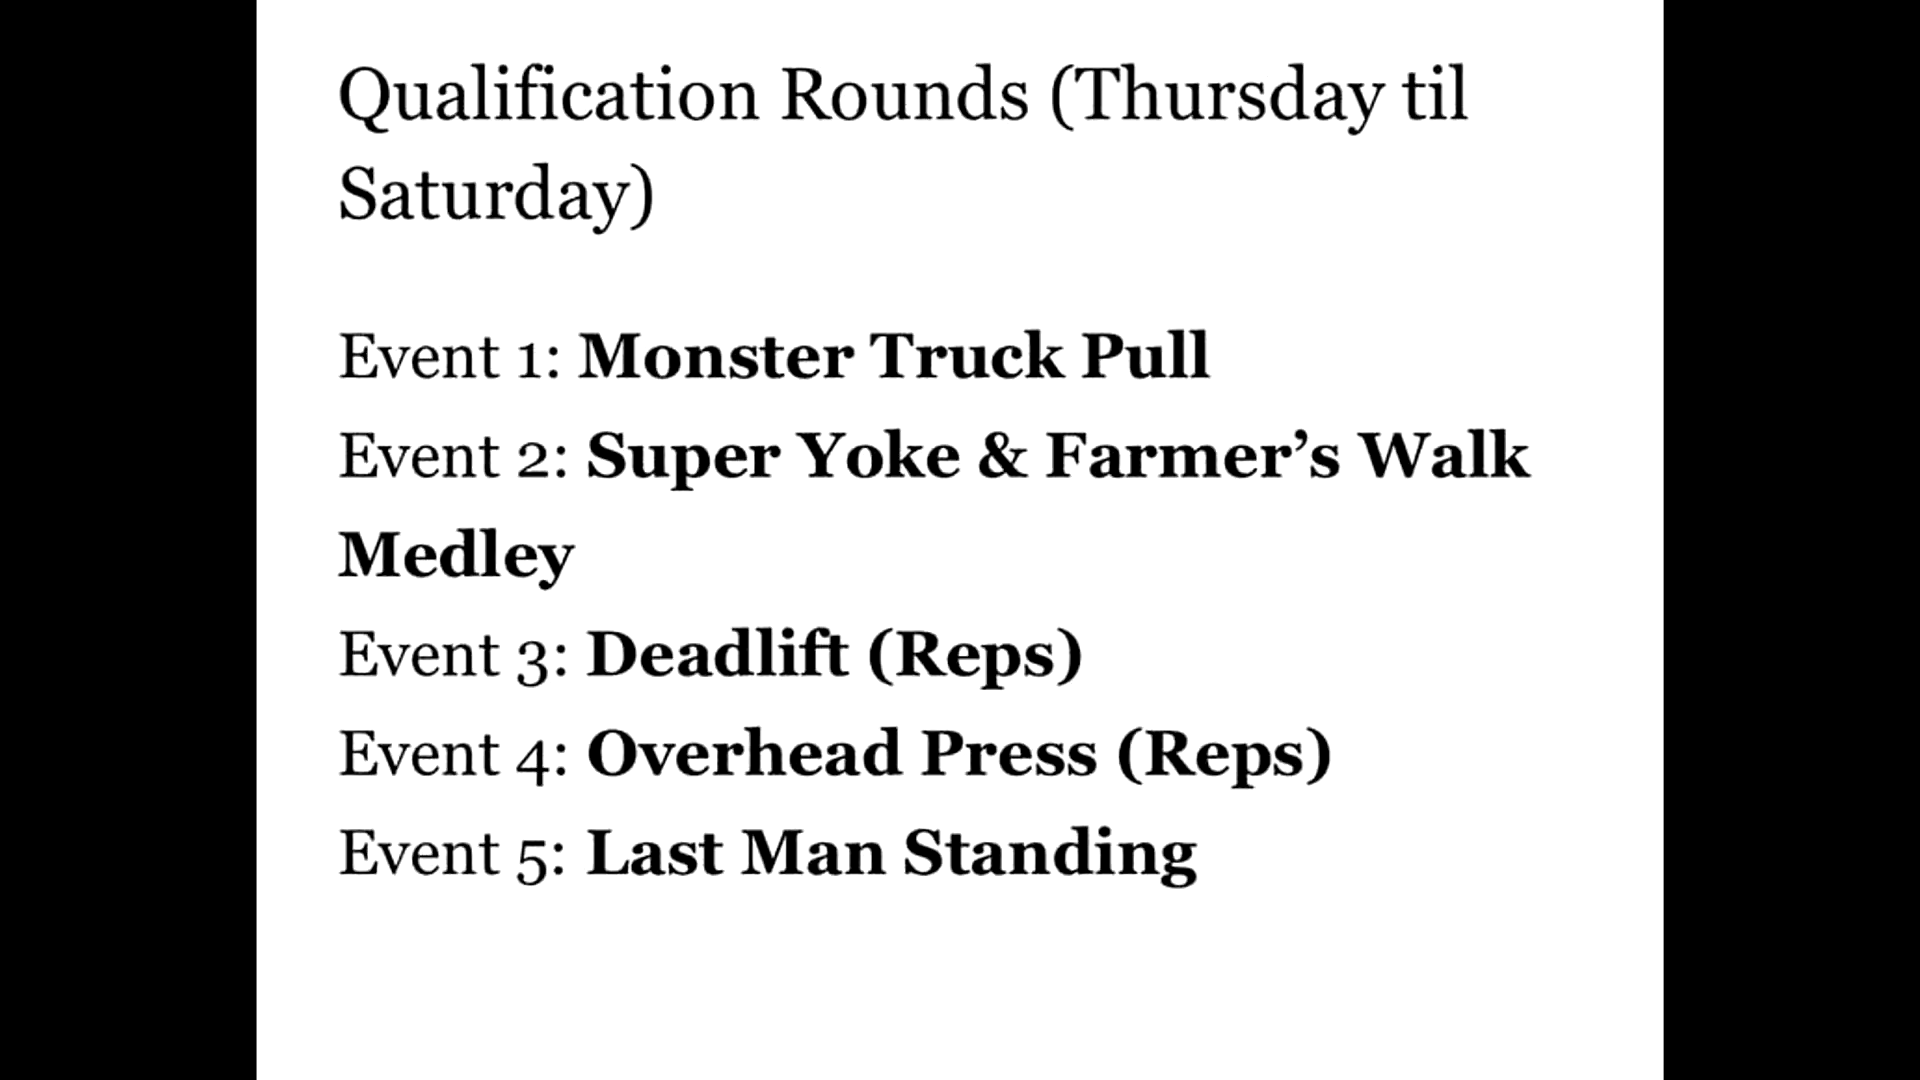 Qualification Rounds (Thursday til
Saturday)
Event 1: Monster Truck Pull
Event 2: Super Yoke & Farmer’s Walk
Medley
Event 3: Deadlift (Reps)
Event 4: Overhead Press (Reps)
Event 5: Last Man Standing